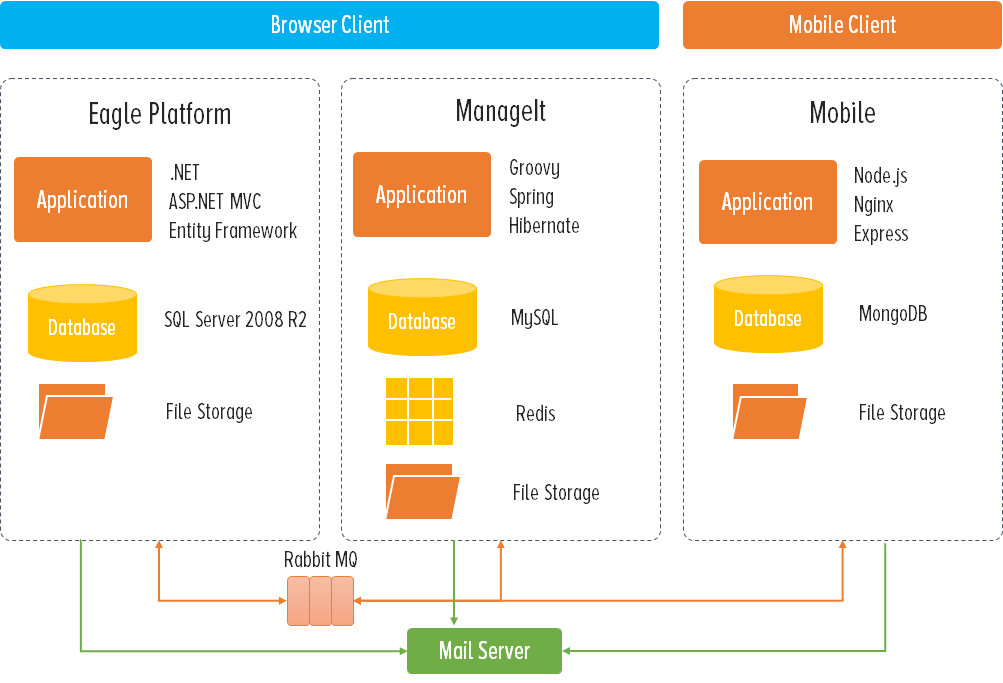 Browser Client
Mobile Client
Eagle Platform
Application
.NET
ASP.NET MVC
Entity Framework
Database
SQL Server 2008 R2
File Storage
ManageIt
Application
Groovy
Spring
Hibernate
Database
MySQL
Redis
File Storage
Mobile
Application
Node.js
Nginx
Express
Database
MongoDB
File Storage
Rabbit MQ
Mail Server